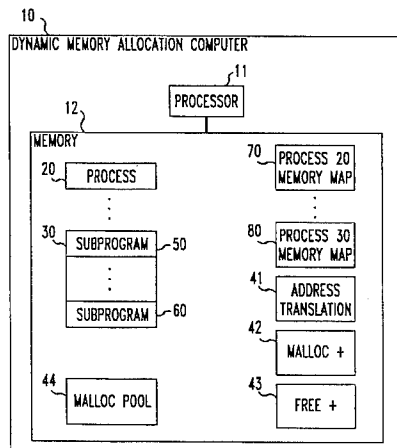 10
DYNAMIC MEMORY ALLOCATION COMPUTER
11
PROCESSOR
12
MEMORY
20
PROCESS
70
PROCESS 20
MEMORY MAP
30
SUBPROGRAM
50
80
PROCESS 30
MEMORY MAP
SUBPROGRAM
60
41
ADDRESS
TRANSLATION
42
MALLOC +
44
MALLOC POOL
43
FREE +